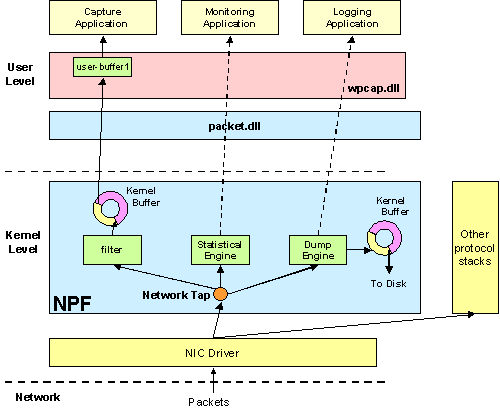 Capture
Application
Monitoring
Application
Logging
Application
User
Level
user-buffer1
wpcap.dll
packet.dll
Kernel
Level
Kernel
Buffer
Kernel
Buffer
filter
Statistical
Engine
Dump
Engine
Other
protocol
stacks
To Disk
Network Tap
NPF
NIC Driver
Network
Packets